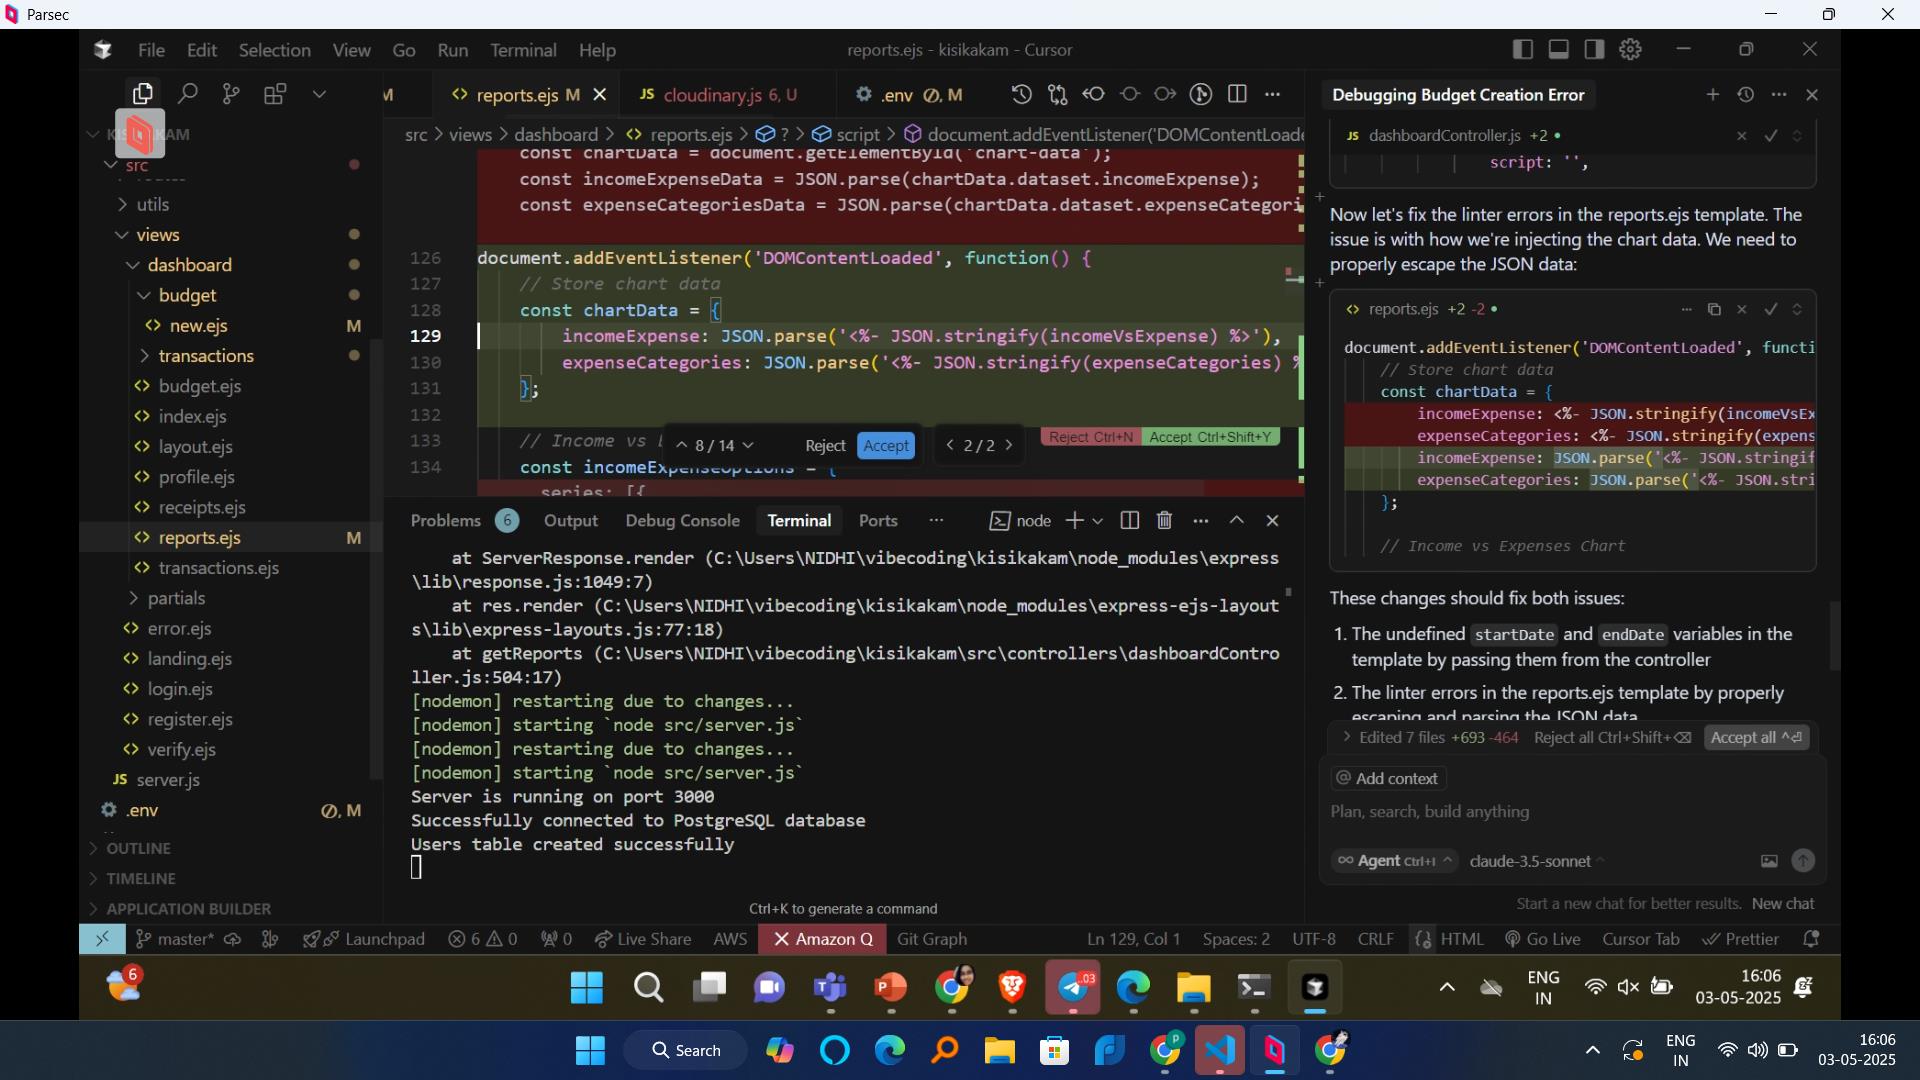 Parsec
File Edit Selection View Go Run Terminal Help
reports.ejs - kisikakam - Cursor
M
<> reports.ejs M
JS cloudinary.js 6, U
.env M
Debugging Budget Creation Error
src > views > dashboard > <> reports.ejs > ? > script > document.addEventListener('DOMContentLoade
src
utils
views
dashboard
budget
<> new.ejs M
transactions
<> budget.ejs
<> index.ejs
<> layout.ejs
<> profile.ejs
<> receipts.ejs
<> reports.ejs M
<> transactions.ejs
partials
<> error.ejs
<> landing.ejs
<> login.ejs
<> register.ejs
<> verify.ejs
JS server.js
.env M
OUTLINE
TIMELINE
APPLICATION BUILDER
const chartData = document.getElementById('chart-data');
const incomeExpenseData = JSON.parse(chartData.dataset.incomeExpense);
const expenseCategoriesData = JSON.parse(chartData.dataset.expenseCategori
126 document.addEventListener('DOMContentLoaded', function() {
127 // Store chart data
128 const chartData = {
129 incomeExpense: JSON.parse('<%- JSON.stringify(incomeVsExpense) %>'),
130 expenseCategories: JSON.parse('<%- JSON.stringify(expenseCategories) %
131 };
132
133 // Income vs
134 const incomeExpenseOptions = {
series: [{
8 / 14 Reject Accept
2 / 2
Reject Ctrl+N Accept Ctrl+Shift+Y
Problems 6 Output Debug Console Terminal Ports ··· node
at ServerResponse.render (C:\Users\NIDHI\vibecoding\kisikakam\node_modules\express
\lib\response.js:1049:7)
at res.render (C:\Users\NIDHI\vibecoding\kisikakam\node_modules\express-ejs-layout
s\lib\express-layouts.js:77:18)
at getReports (C:\Users\NIDHI\vibecoding\kisikakam\src\controllers\dashboardContro
ller.js:504:17)
[nodemon] restarting due to changes...
[nodemon] starting `node src/server.js`
[nodemon] restarting due to changes...
[nodemon] starting `node src/server.js`
Server is running on port 3000
Successfully connected to PostgreSQL database
Users table created successfully
Ctrl+K to generate a command
JS dashboardController.js +2
script: '',
Now let's fix the linter errors in the reports.ejs template. The
issue is with how we're injecting the chart data. We need to
properly escape the JSON data:
<> reports.ejs +2 -2
document.addEventListener('DOMContentLoaded', functi
// Store chart data
const chartData = {
incomeExpense: <%- JSON.stringify(incomeVsEx
expenseCategories: <%- JSON.stringify(expens
incomeExpense: JSON.parse('<%- JSON.stringif
expenseCategories: JSON.parse('<%- JSON.stri
};
// Income vs Expenses Chart
These changes should fix both issues:
1. The undefined startDate and endDate variables in the
template by passing them from the controller
2. The linter errors in the reports.ejs template by properly
escaping and parsing the JSON data
Edited 7 files +693 -464 Reject all Ctrl+Shift+⌫ Accept all ^⏎
@ Add context
Plan, search, build anything
∞ Agent Ctrl+I claude-3.5-sonnet
Start a new chat for better results. New chat
master* Launchpad 6 0 0 Live Share AWS Amazon Q Git Graph
Ln 129, Col 1 Spaces: 2 UTF-8 CRLF HTML Go Live Cursor Tab Prettier
6
.03
ENG
IN
16:06
03-05-2025
Search
ENG
IN
16:06
03-05-2025